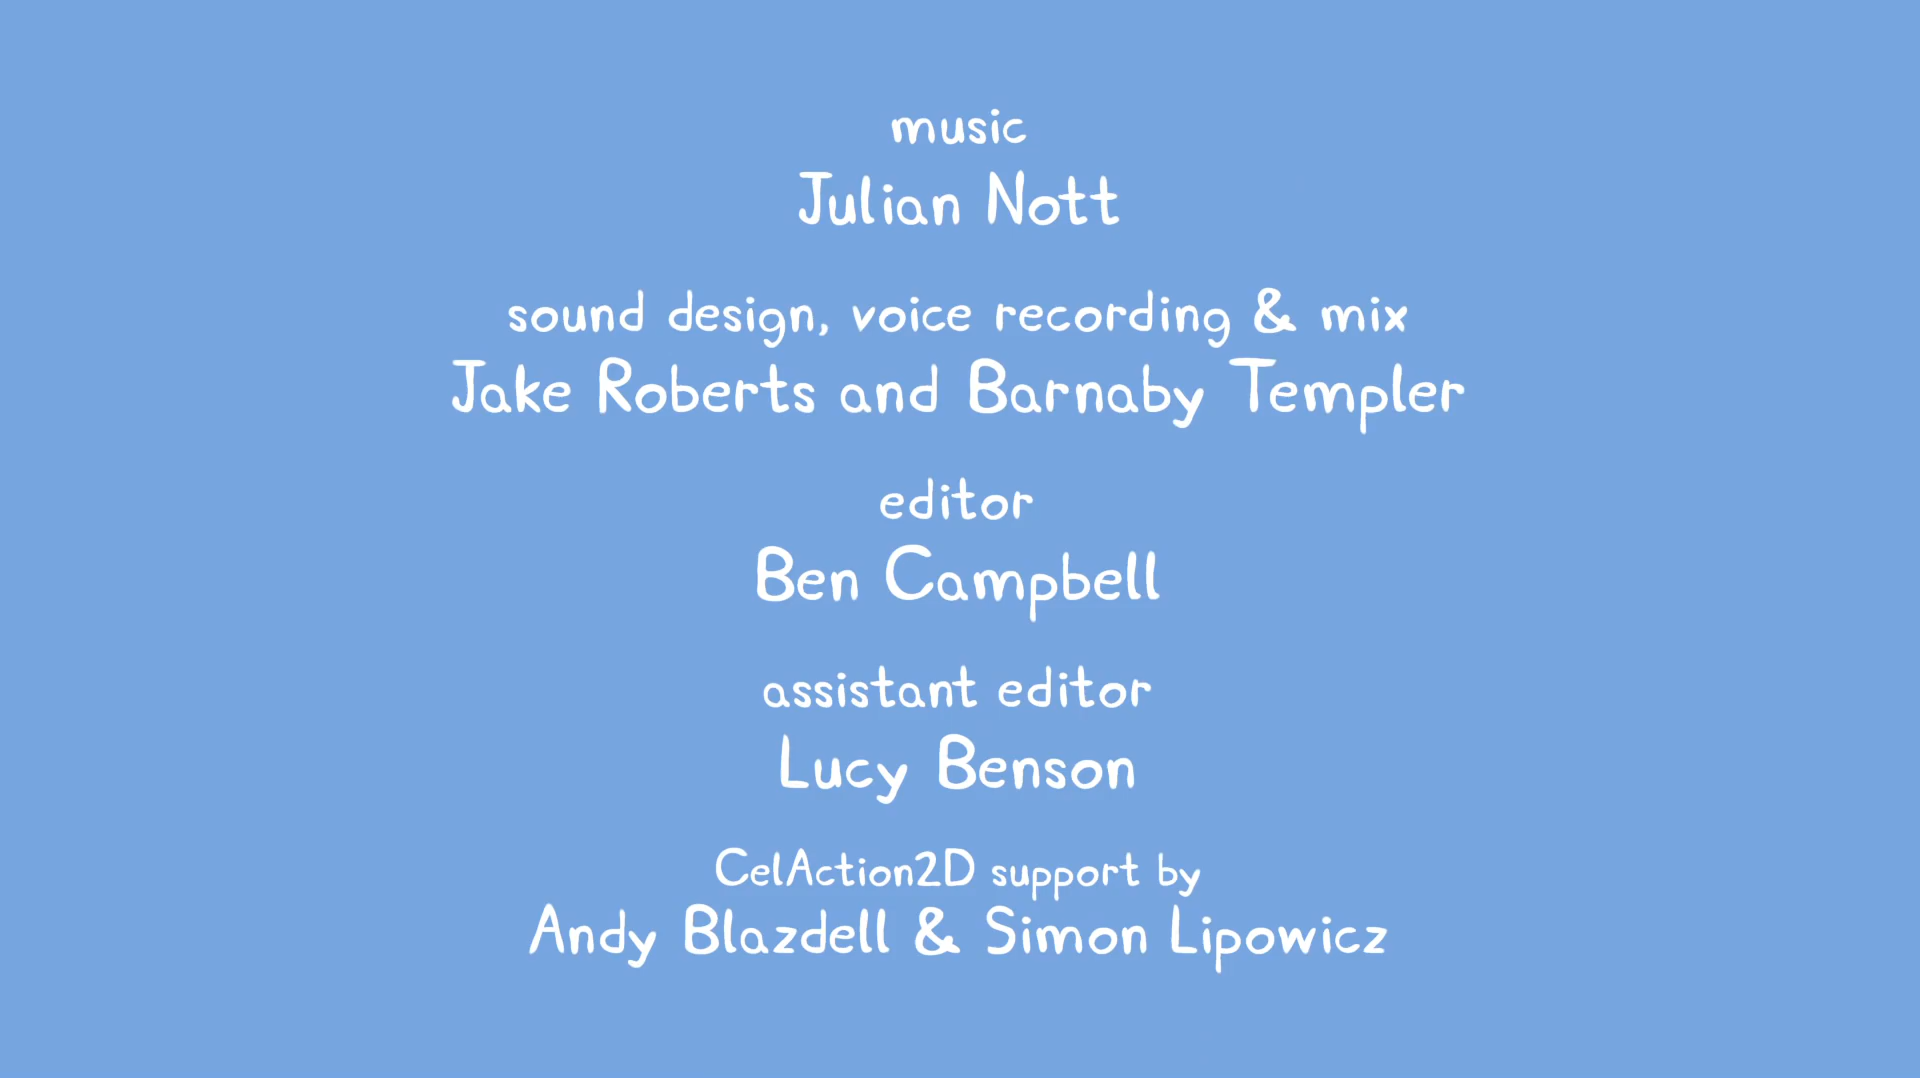 music
Julian Nott
sound design, voice recording & mix
Jake Roberts and Barnaby Templer
editor
Ben Campbell
assistant editor
Lucy Benson
CelAction2D support by
Andy Blazdell & Simon Lipowicz